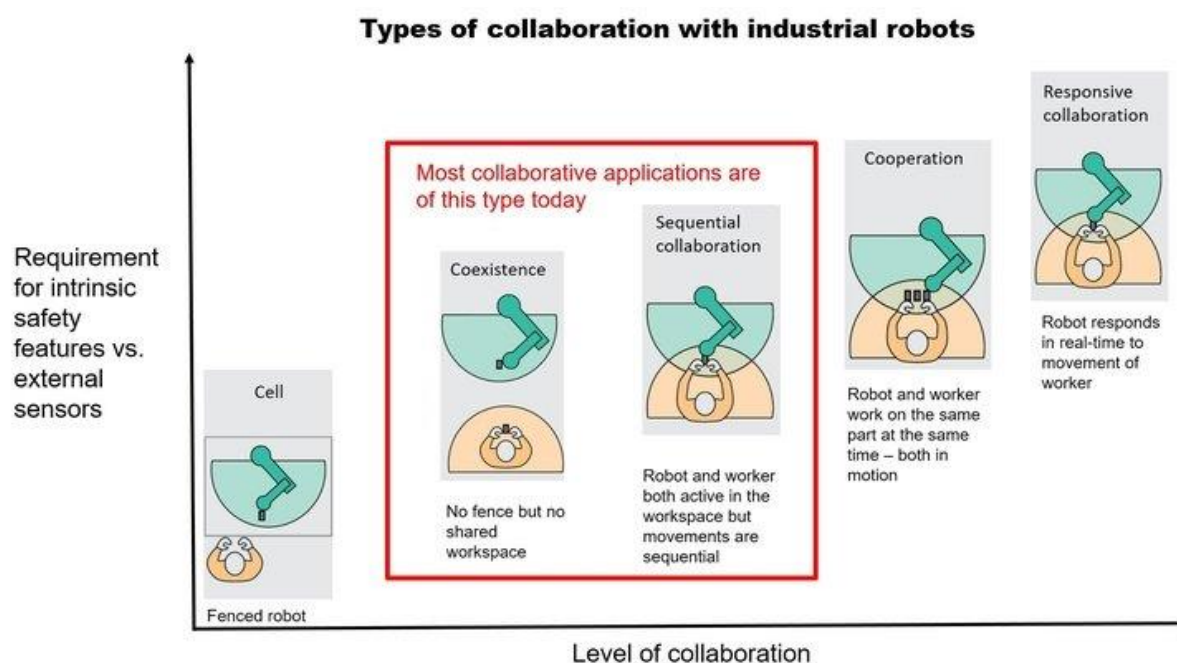 Types of collaboration with industrial robots
Requirement
for intrinsic
safety
features vs.
external
sensors
Cell
Fenced robot
Most collaborative applications are
of this type today
Coexistence
No fence but no
shared
workspace
Sequential
collaboration
Robot and worker
both active in the
workspace but
movements are
sequential
Cooperation
Robot and worker
work on the same
part at the same
time – both in
motion
Responsive
collaboration
Robot responds
in real-time to
movement of
worker
Level of collaboration